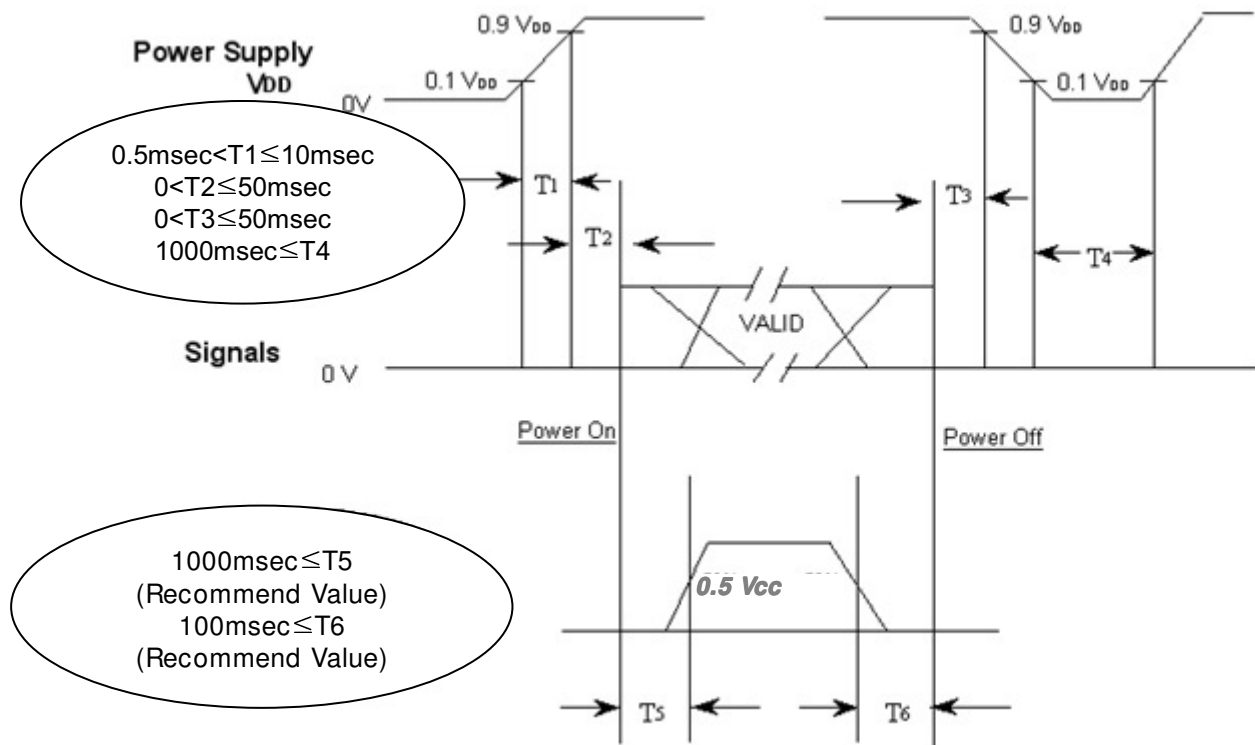 0.9 VDD
0.9 VDD
Power Supply
VDD
0.1 VDD
0.1 VDD
0V
0.5msec<T1≦10msec
0<T2≦50msec
0<T3≦50msec
1000msec≦T4
T1
T3
T2
T4
VALID
Signals
0 V
Power On
Power Off
1000msec≦T5
(Recommend Value)
100msec≦T6
(Recommend Value)
0.5 Vcc
T5
T6